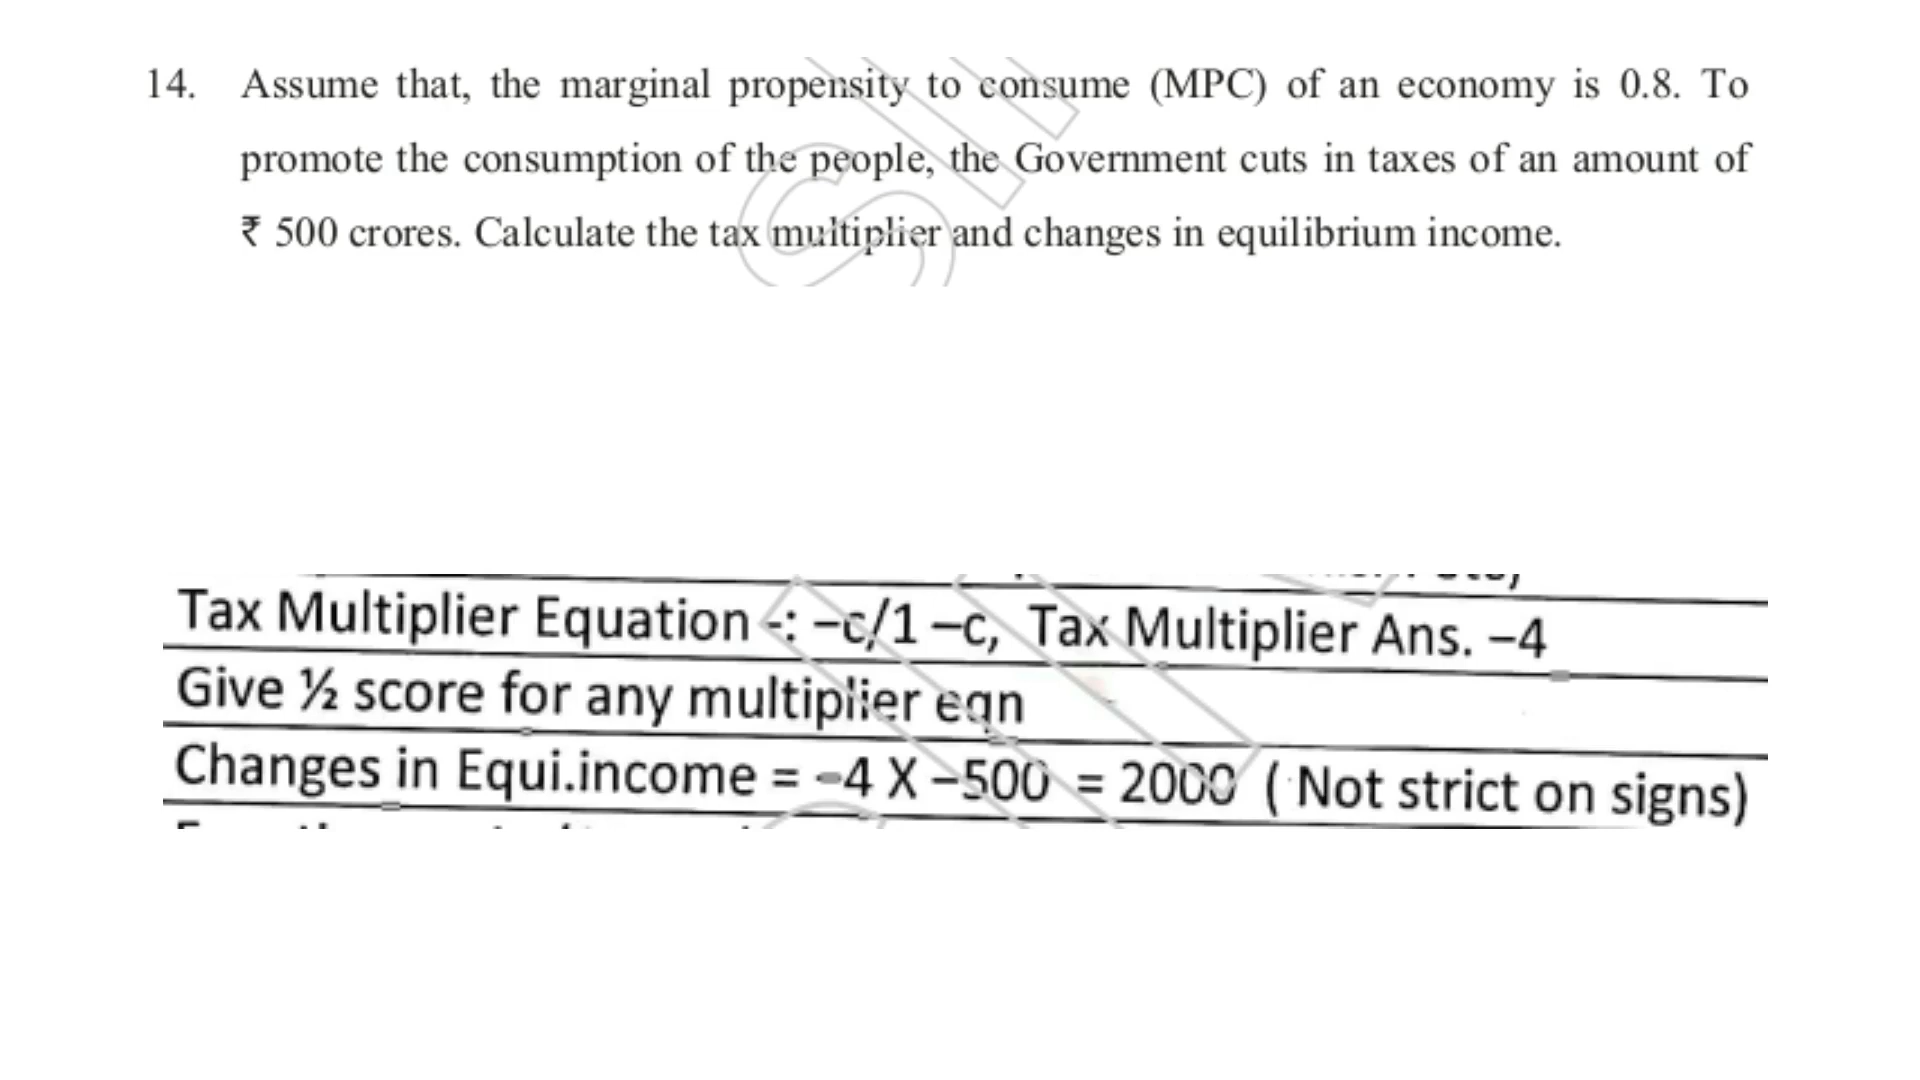 14. Assume that, the marginal propensity to consume (MPC) of an economy is 0.8. To
promote the consumption of the people, the Government cuts in taxes of an amount of
₹ 500 crores. Calculate the tax multiplier and changes in equilibrium income.
Tax Multiplier Equation -: –c/1 –c, Tax Multiplier Ans. –4
Give ½ score for any multiplier eqn
Changes in Equi.income = -4 X –500 = 2000 ( Not strict on signs)